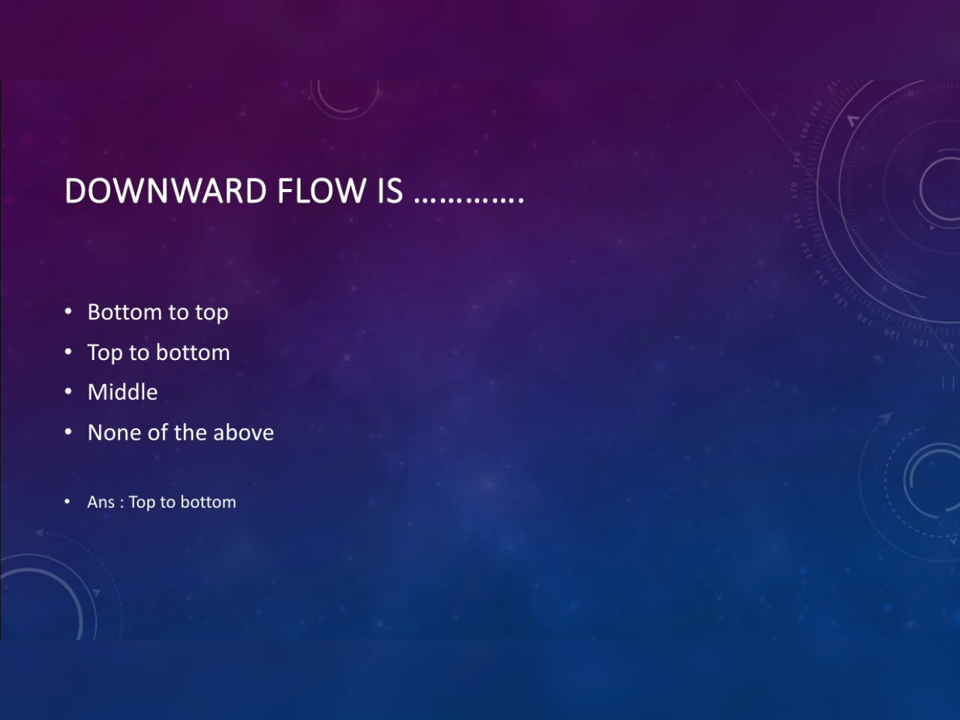 DOWNWARD FLOW IS ………….
• Bottom to top
• Top to bottom
• Middle
• None of the above
• Ans : Top to bottom